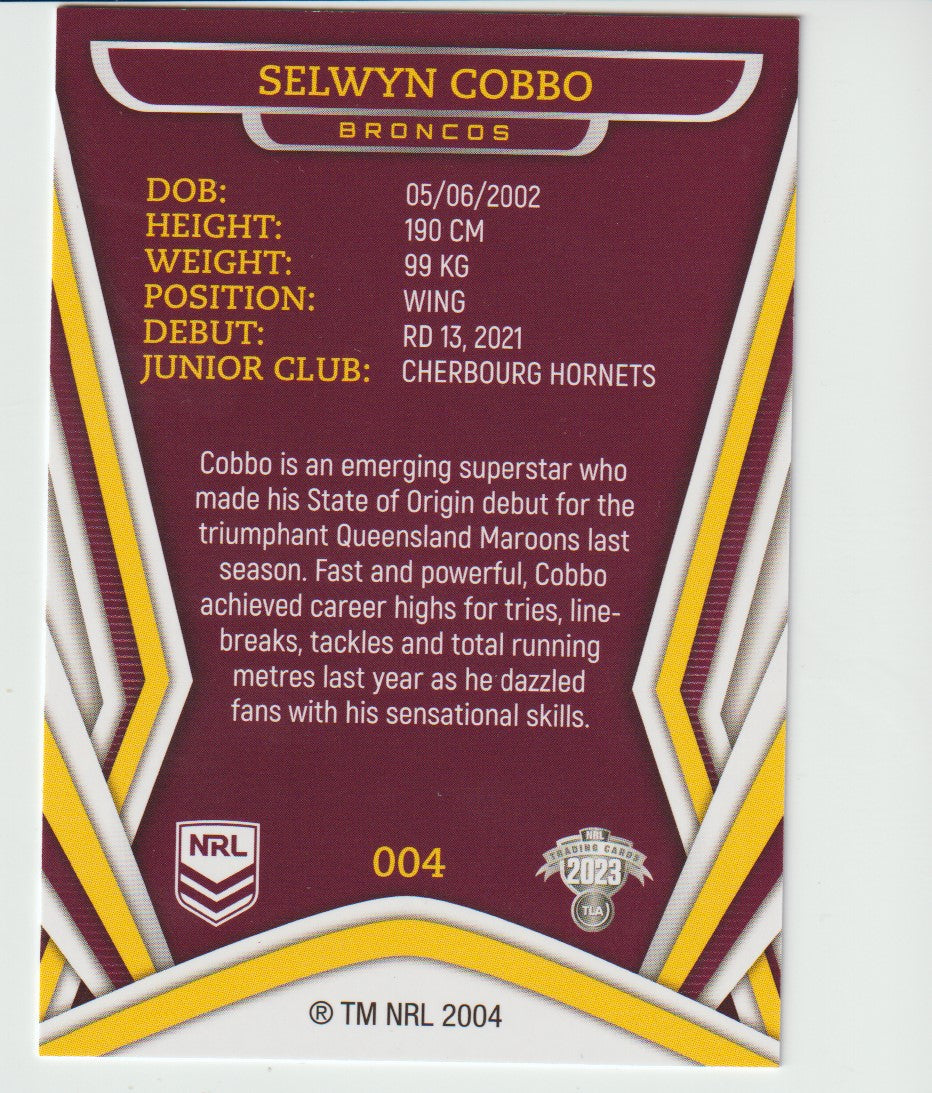 SELWYN COBBO
BRONCOS
DOB: 05/06/2002
HEIGHT: 190 CM
WEIGHT: 99 KG
POSITION: WING
DEBUT: RD 13, 2021
JUNIOR CLUB: CHERBOURG HORNETS
Cobbo is an emerging superstar who
made his State of Origin debut for the
triumphant Queensland Maroons last
season. Fast and powerful, Cobbo
achieved career highs for tries, line-
breaks, tackles and total running
metres last year as he dazzled
fans with his sensational skills.
NRL
004
NRL
TRADING CARDS
2023
TLA
® TM NRL 2004